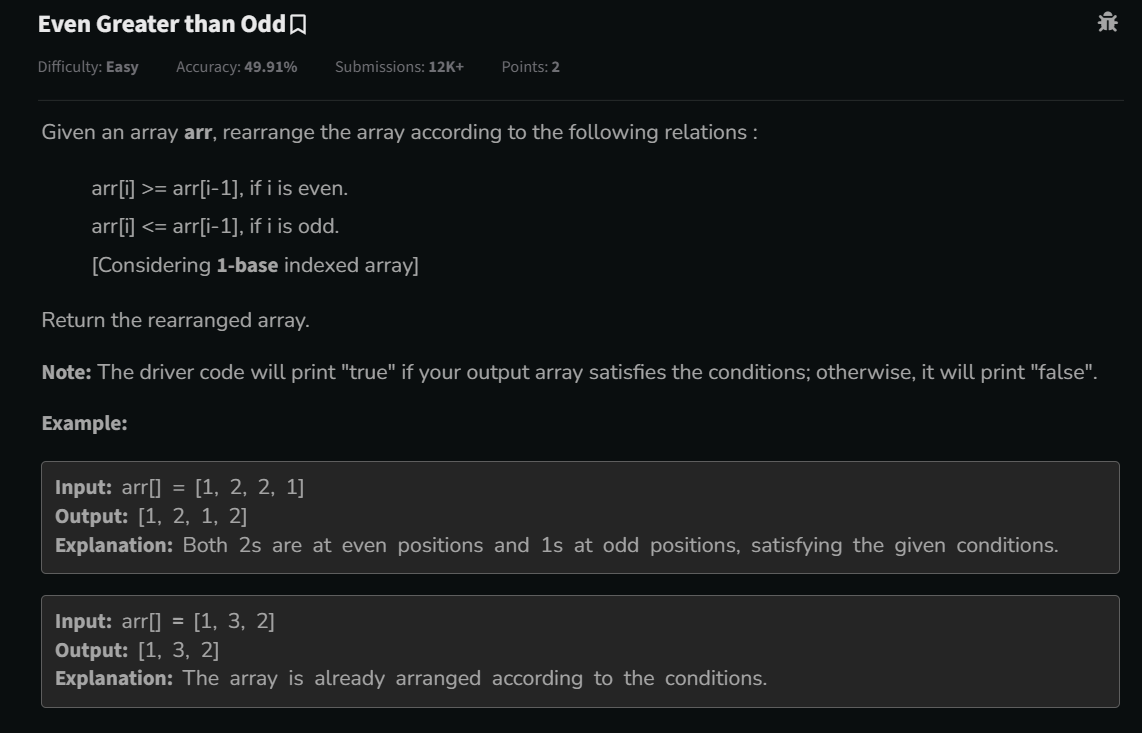 Even Greater than Odd
Difficulty: Easy Accuracy: 49.91% Submissions: 12K+ Points: 2
Given an array arr, rearrange the array according to the following relations :
arr[i] >= arr[i-1], if i is even.
arr[i] <= arr[i-1], if i is odd.
[Considering 1-base indexed array]
Return the rearranged array.
Note: The driver code will print "true" if your output array satisfies the conditions; otherwise, it will print "false".
Example:
Input: arr[] = [1, 2, 2, 1]
Output: [1, 2, 1, 2]
Explanation: Both 2s are at even positions and 1s at odd positions, satisfying the given conditions.
Input: arr[] = [1, 3, 2]
Output: [1, 3, 2]
Explanation: The array is already arranged according to the conditions.